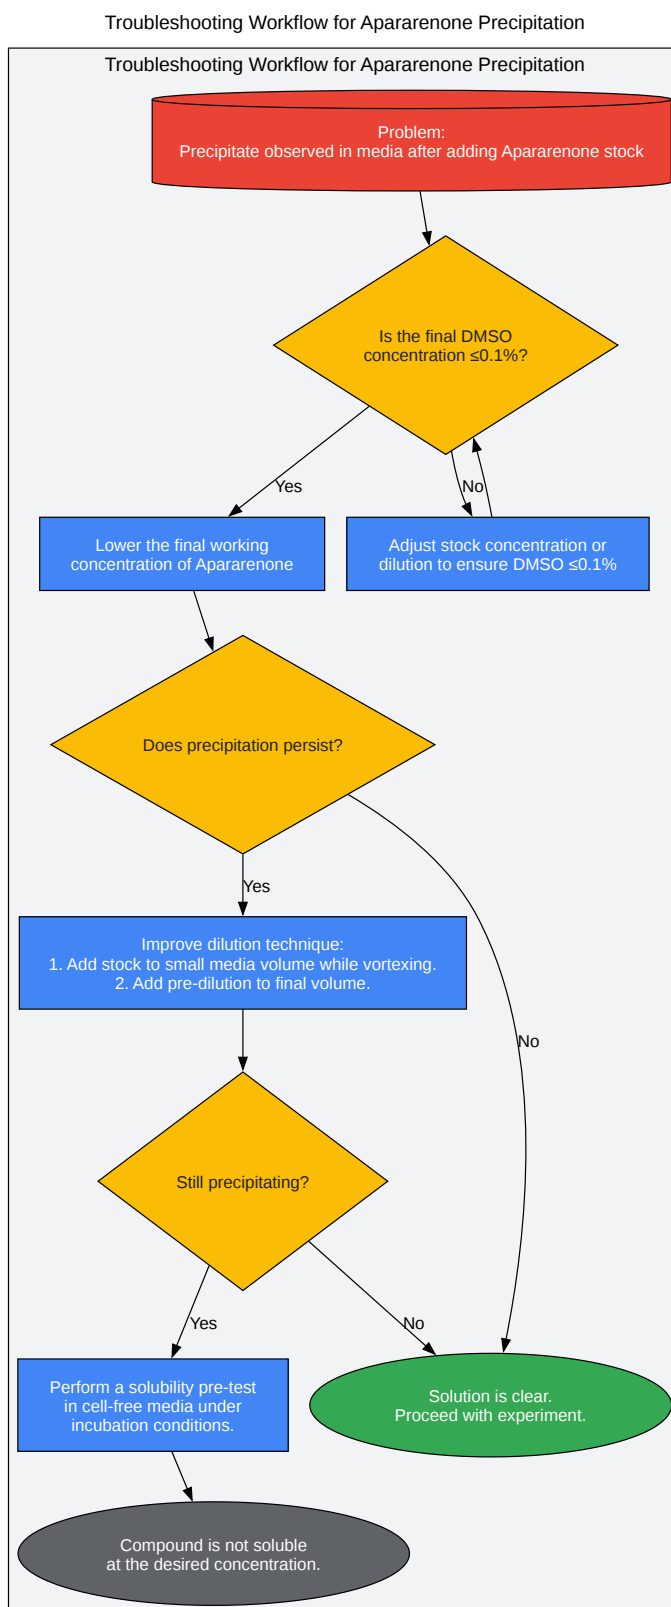 Troubleshooting Workflow for Apararenone Precipitation
Troubleshooting Workflow for Apararenone Precipitation
Problem:
Precipitate observed in media after adding Apararenone stock
Is the final DMSO
concentration ≤0.1%?
Yes
No
Lower the final working
concentration of Apararenone
Adjust stock concentration or
dilution to ensure DMSO ≤0.1%
Does precipitation persist?
Yes
Improve dilution technique:
1. Add stock to small media volume while vortexing.
2. Add pre-dilution to final volume.
No
Still precipitating?
Yes
No
Perform a solubility pre-test
in cell-free media under
incubation conditions.
Solution is clear.
Proceed with experiment.
Compound is not soluble
at the desired concentration.